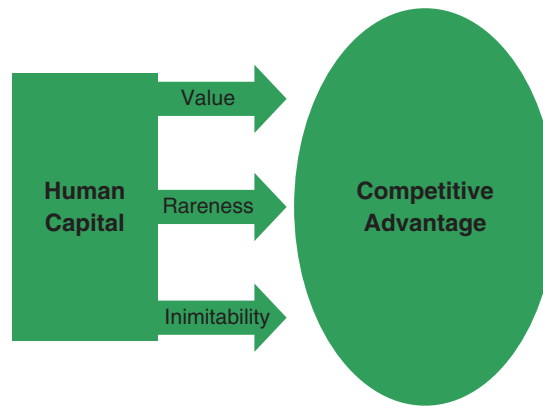 Value
Human
Capital
Rareness
Competitive
Advantage
Inimitability